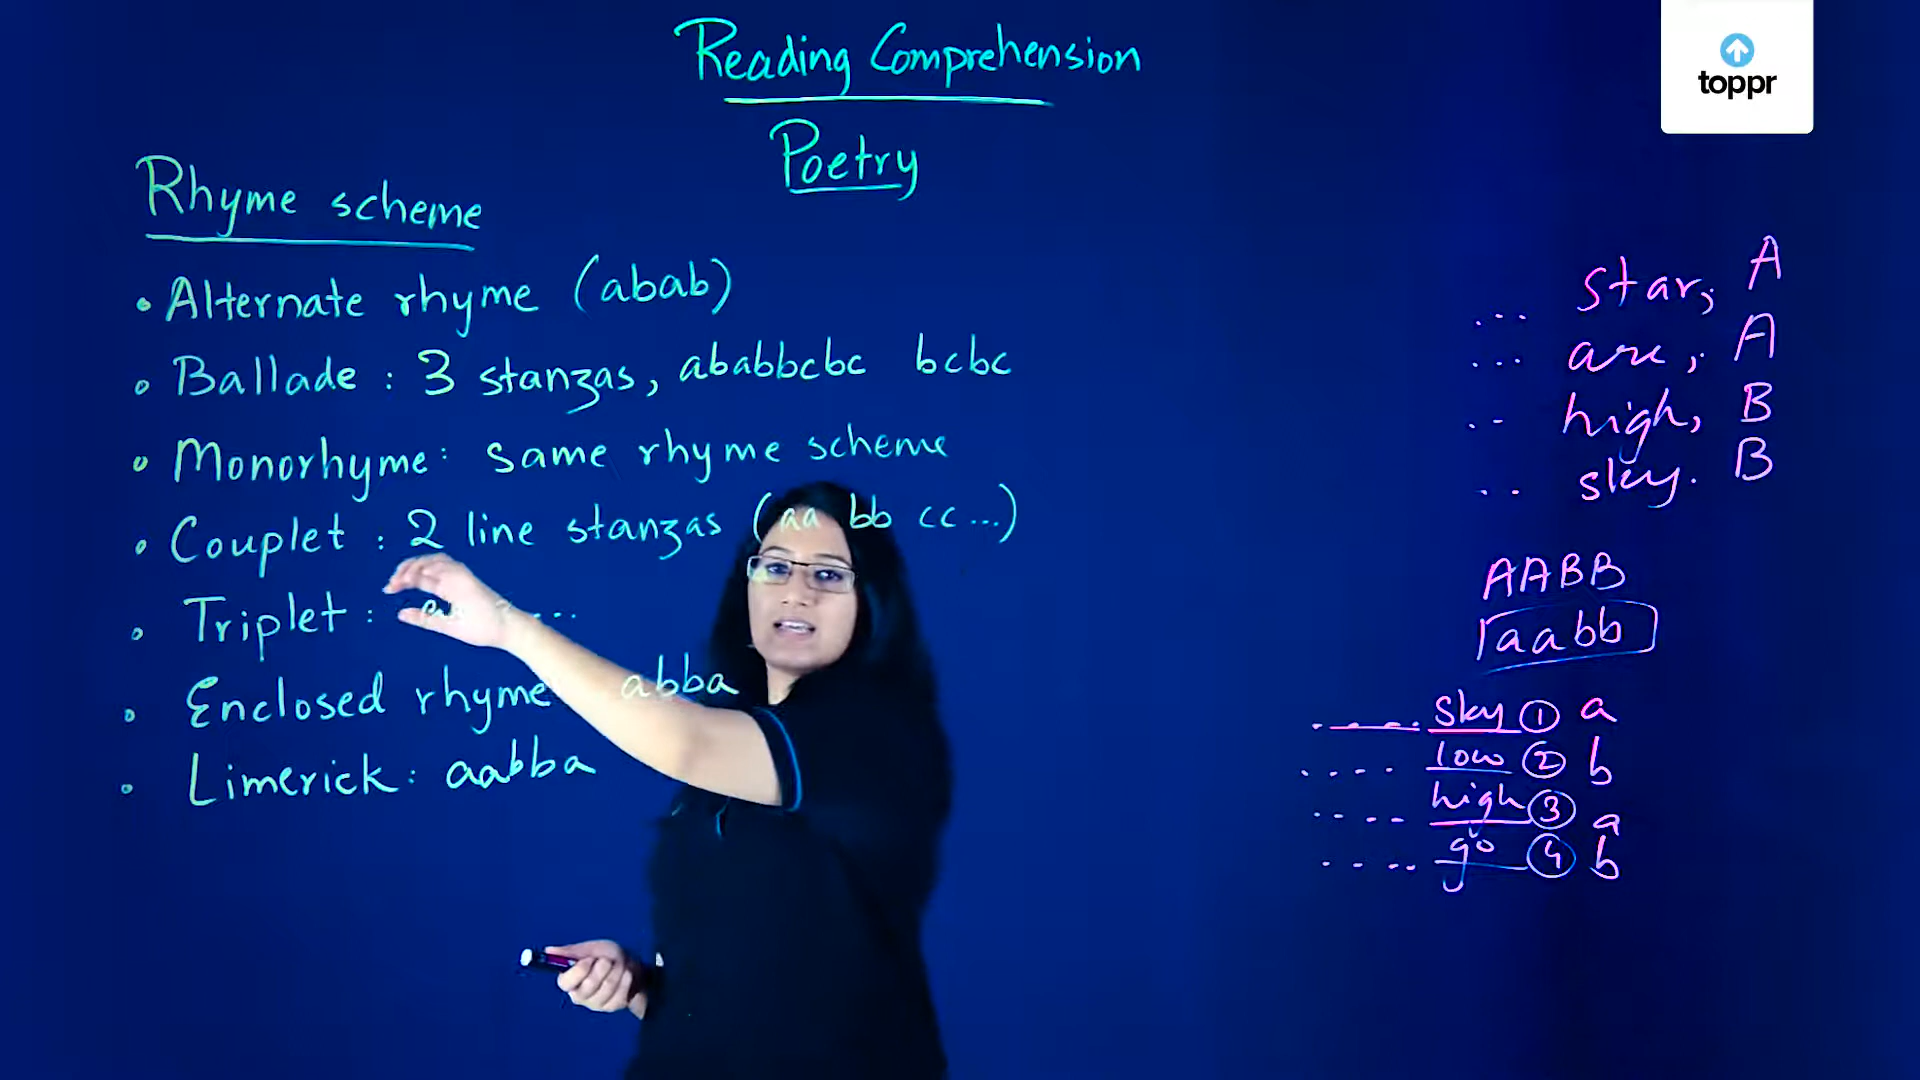 Reading Comprehension
Poetry
toppr
Rhyme scheme
• Alternate rhyme (abab)
• Ballade : 3 stanzas, ababbcbc bcbc
• Monorhyme: same rhyme scheme
• Couplet : 2 line stanzas (aa bb cc...)
• Triplet : ...
• Enclosed rhyme abba
• Limerick: aabba
... star, A
... are, A
.. high, B
.. sky. B
AABB
aabb
.... sky 1 a
.... low 2 b
.... high 3 a
.... go 4 b